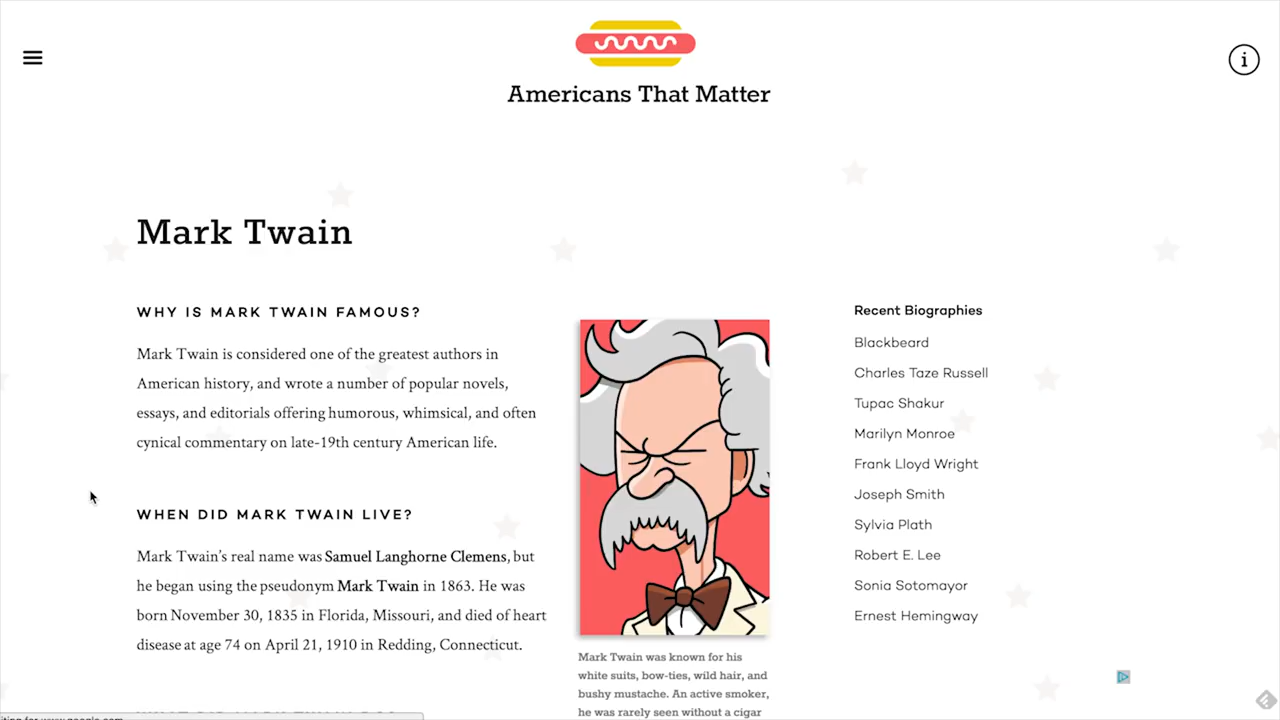 Americans That Matter
Mark Twain
WHY IS MARK TWAIN FAMOUS?
Mark Twain is considered one of the greatest authors in
American history, and wrote a number of popular novels,
essays, and editorials offering humorous, whimsical, and often
cynical commentary on late-19th century American life.
WHEN DID MARK TWAIN LIVE?
Mark Twain's real name was Samuel Langhorne Clemens, but
he began using the pseudonym Mark Twain in 1863. He was
born November 30, 1835 in Florida, Missouri, and died of heart
disease at age 74 on April 21, 1910 in Redding, Connecticut.
Mark Twain was known for his
white suits, bow-ties, wild hair, and
bushy mustache. An active smoker,
he was rarely seen without a cigar
Recent Biographies
Blackbeard
Charles Taze Russell
Tupac Shakur
Marilyn Monroe
Frank Lloyd Wright
Joseph Smith
Sylvia Plath
Robert E. Lee
Sonia Sotomayor
Ernest Hemingway